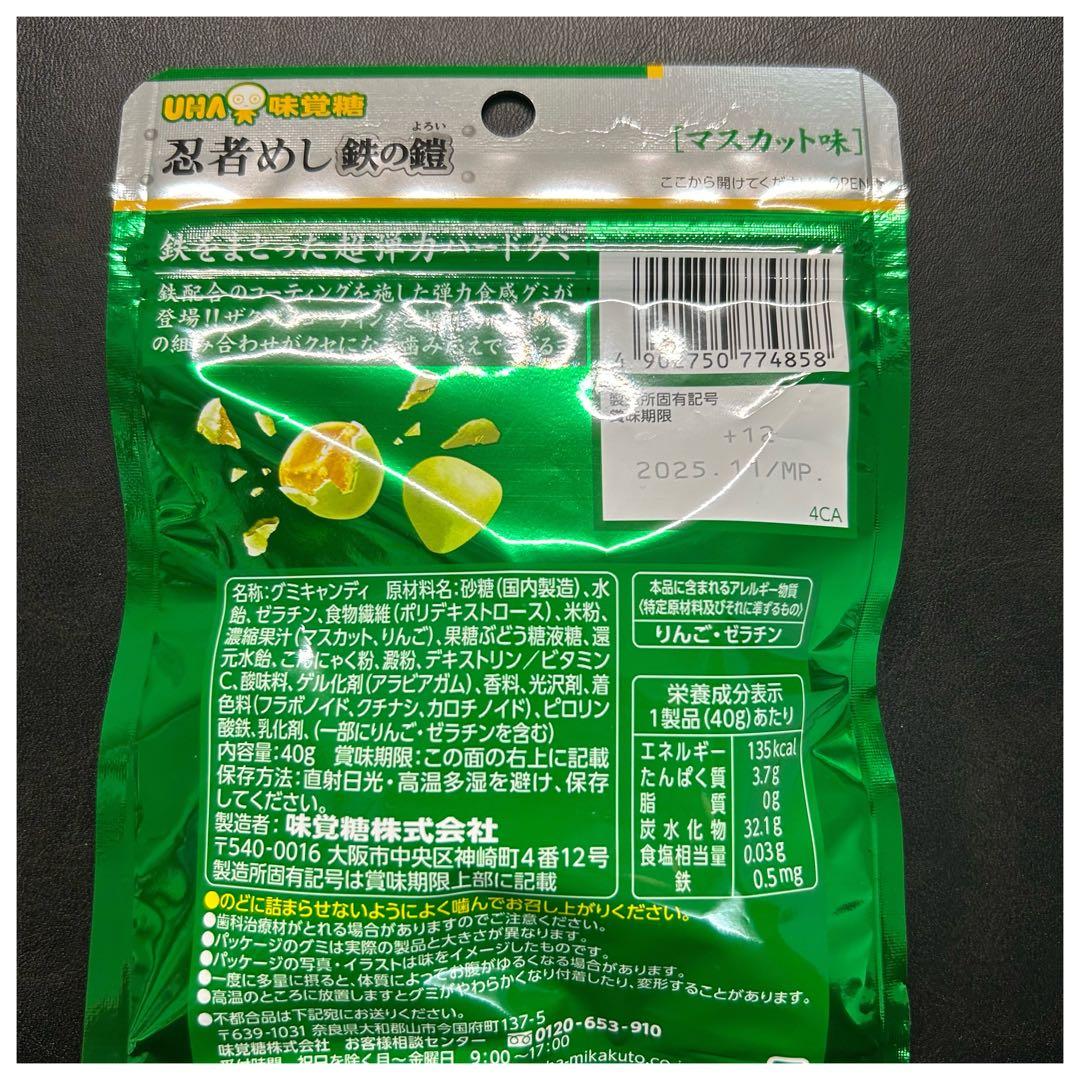 UHA味覚糖
よろい
忍者めし 鉄の鎧
[マスカット味]
ここから開けてください OPEN
鉄をまとった超弾力ハードグミ
鉄配合のコーティングを施した弾力食感グミが
登場!!
の組み合わせがクセになる歯み応え
4 902750 774858
製造所固有記号
賞味期限
+12
2025.11/MP.
4CA
名称:グミキャンディ 原材料名:砂糖(国内製造)、水
飴、ゼラチン、食物繊維(ポリデキストロース)、米粉、
濃縮果汁(マスカット、りんご)、果糖ぶどう糖液糖、還
元水飴、こんにゃく粉、澱粉、デキストリン/ビタミン
C、酸味料、ゲル化剤(アラビアガム)、香料、光沢剤、着
色料(フラボノイド、クチナシ、カロチノイド)、ピロリン
酸鉄、乳化剤、(一部にりんご・ゼラチンを含む)
内容量:40g 賞味期限:この面の右上に記載
保存方法:直射日光・高温多湿を避け、保存
してください。
製造者:味覚糖株式会社
〒540-0016 大阪市中央区神崎町4番12号
製造所固有記号は賞味期限上部に記載
本品に含まれるアレルギー物質
〈特定原材料及びそれに準ずるもの〉
りんご・ゼラチン
栄養成分表示
1製品(40g)あたり
エネルギー 135kcal
たんぱく質 3.7g
脂質 0g
炭水化物 32.1g
食塩相当量 0.03g
鉄 0.5mg
●のどに詰まらせないようによく噛んでお召し上がりください。
●歯科治療材がとれる場合がありますのでご注意ください。
●パッケージのグミは実際の製品と大きさが異なります。
●パッケージの写真・イラストは味をイメージしたものです。
●一度に多量に摂ると、体質によってお腹がゆるくなる場合があります。
●高温のところに放置しますとグミがやわらかくなり付着したり、変形することがあります。
●不都合品は下記宛にお送りください。
〒639-1031 奈良県大和郡山市今国府町137-5
味覚糖株式会社 お客様相談センター 0120-653-910
受付時間 祝日を除く月～金曜日 9:00～17:00
a-mikakuto.co